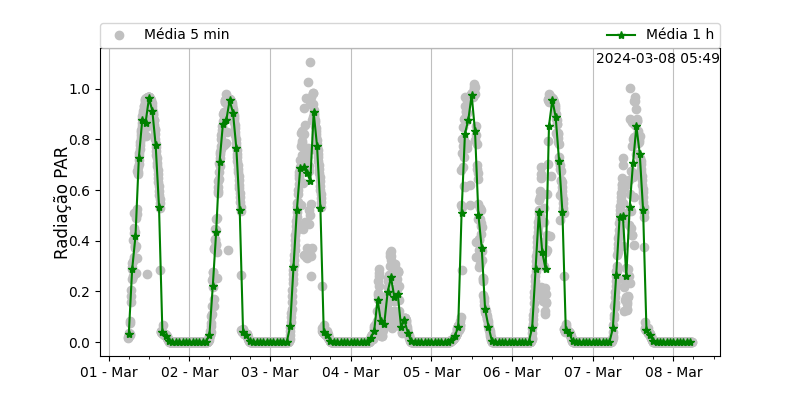 Média 5 min
Média 1 h
2024-03-08 05:49
Radiação PAR
1.0
0.8
0.6
0.4
0.2
0.0
01 - Mar
02 - Mar
03 - Mar
04 - Mar
05 - Mar
06 - Mar
07 - Mar
08 - Mar